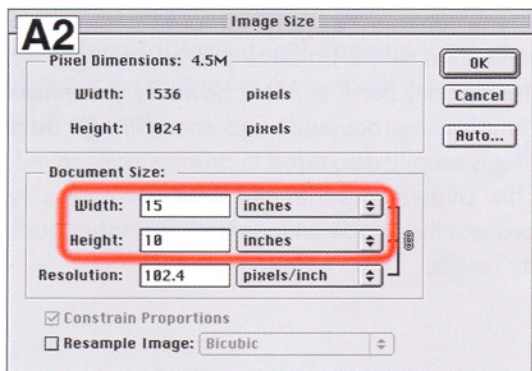 Image Size
A2
Pixel Dimensions: 4.5M
Width: 1536 pixels
Height: 1024 pixels
OK
Cancel
Auto...
Document Size:
Width: 15 inches
Height: 10 inches
Resolution: 102.4 pixels/inch
Constrain Proportions
Resample Image: Bicubic